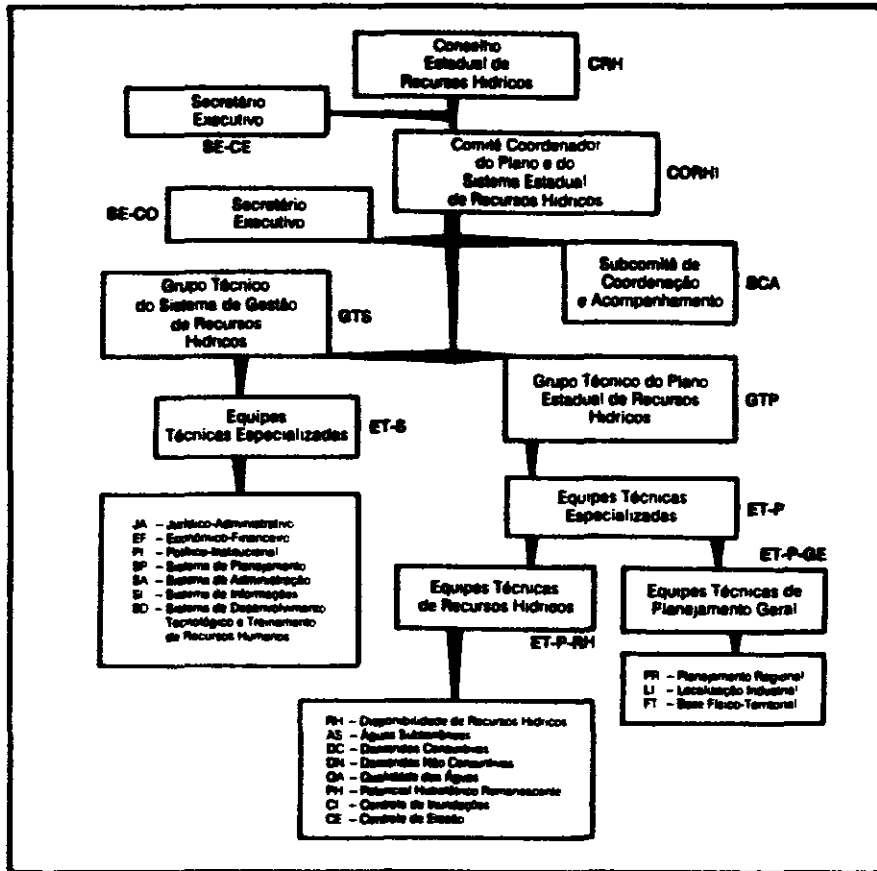 Conselho
Estadual de
Recursos Hídricos
CRH
Secretário
Executivo
SE-CE
Comitê Coordenador
do Plano e do
Sistema Estadual
de Recursos Hídricos
CORHI
SE-CO
Secretário
Executivo
Subcomitê de
Coordenação
e Acompanhamento
SCA
Grupo Técnico
do Sistema de Gestão
de Recursos
Hídricos
GTS
Grupo Técnico do Plano
Estadual de Recursos
Hídricos
GTP
Equipes
Técnicas Especializadas
ET-S
Equipes Técnicas
Especializadas
ET-P
ET-P-GE
Equipes Técnicas
de Recursos Hídricos
ET-P-RH
Equipes Técnicas de
Planejamento Geral
JA – Jurídico-Administrativo
EF – Econômico-Financeiro
PI – Político-Institucional
SP – Sistema de Planejamento
SA – Sistema de Administração
SI – Sistema de Informações
SD – Sistema de Desenvolvimento
Tecnológico e Treinamento
de Recursos Humanos
PR – Planejamento Regional
LI – Localização Industrial
FT – Base Físico-Territorial
RH – Disponibilidade de Recursos Hídricos
AS – Águas Subterrâneas
DC – Demandas Consuntivas
DN – Demandas Não Consuntivas
QA – Qualidade das Águas
PH – Potencial Hidrelétrico Remanescente
CI – Controle de Inundações
CE – Controle de Erosão